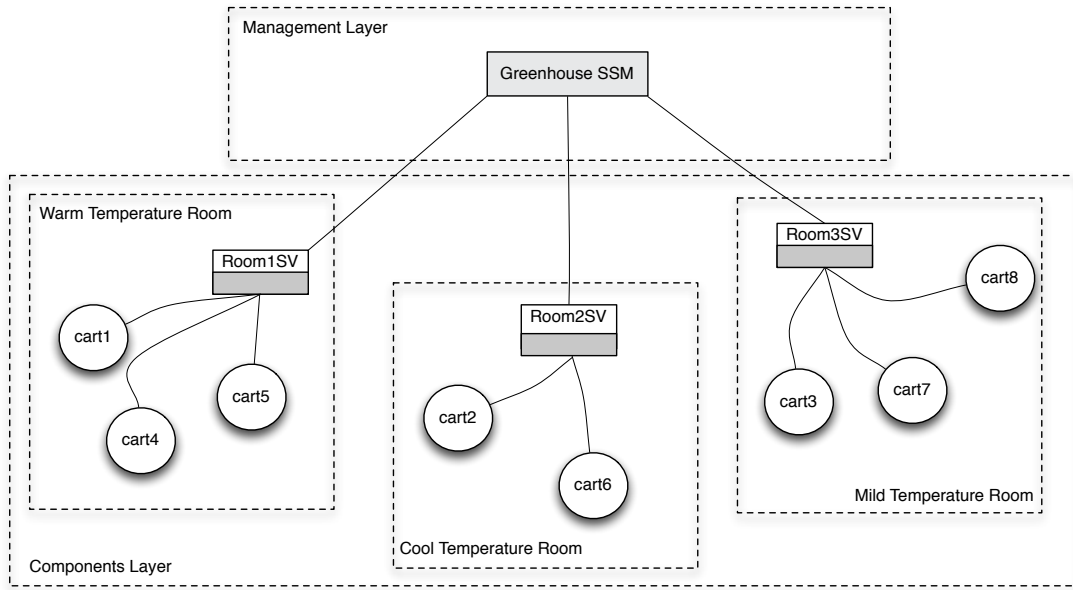 Management Layer
Greenhouse SSM
Warm Temperature Room
Room1SV
cart1
cart4
cart5
Room2SV
cart2
cart6
Cool Temperature Room
Room3SV
cart8
cart3
cart7
Mild Temperature Room
Components Layer